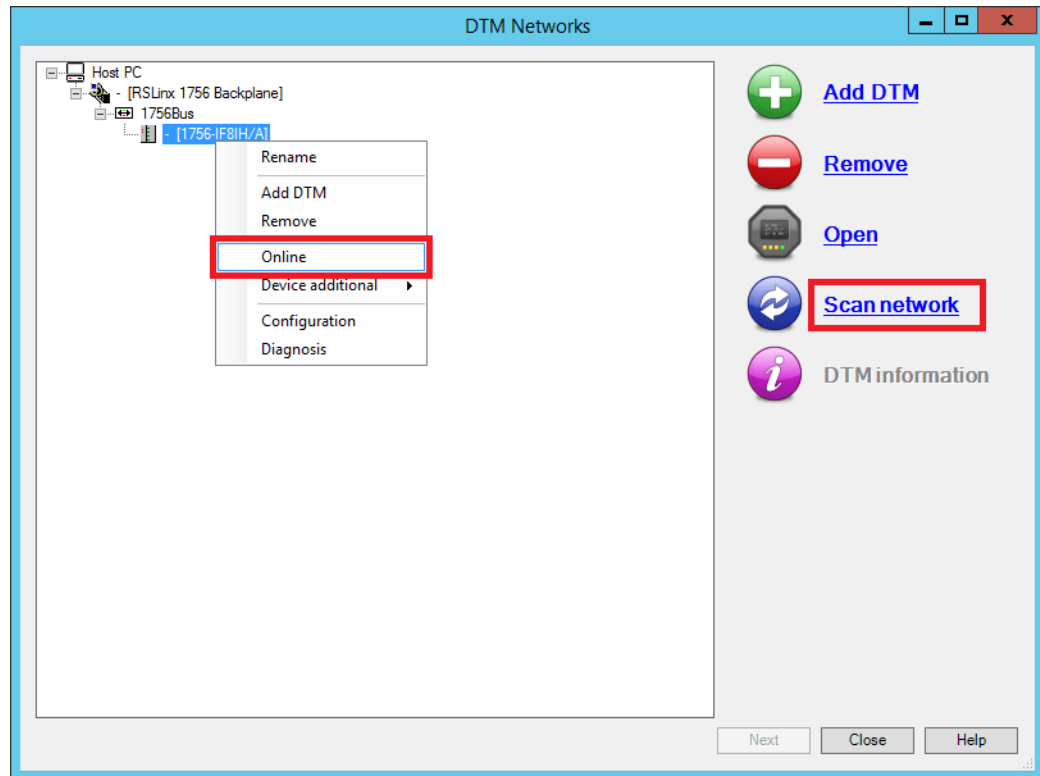 DTM Networks
Host PC
- [RSLinx 1756 Backplane]
1756Bus
- [1756-IF8IH/A]
Rename
Add DTM
Remove
Online
Device additional
Configuration
Diagnosis
Add DTM
Remove
Open
Scan network
DTM information
Next
Close
Help